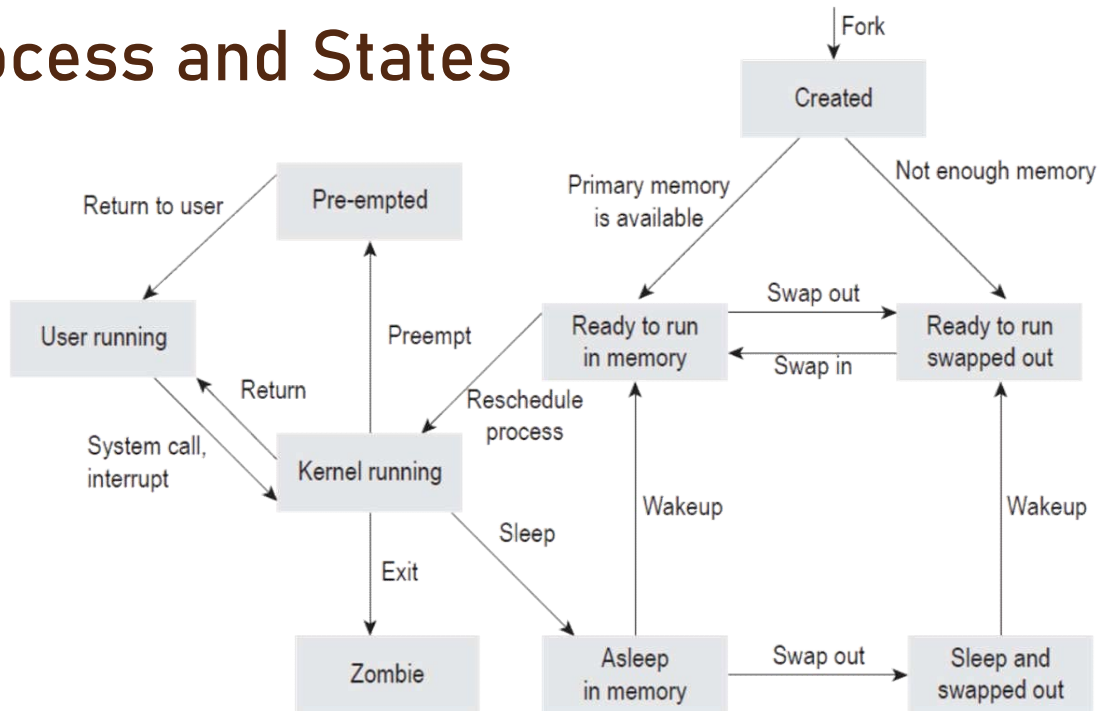 ocess and States
Fork
Created
Primary memory
is available
Not enough memory
Pre-empted
Return to user
User running
Preempt
Ready to run
in memory
Swap out
Swap in
Ready to run
swapped out
Return
Reschedule
process
System call,
interrupt
Kernel running
Wakeup
Wakeup
Sleep
Exit
Zombie
Asleep
in memory
Swap out
Sleep and
swapped out